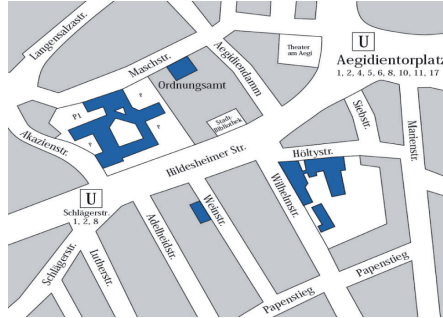 Langensalzastr.
Maschstr.
Aegidiendamm
Theater
am Aegi
U
Aegidientorplatz
1, 2, 4, 5, 6, 8, 10, 11, 17
Ordnungsamt
P1
P
P
P
Stadt-
Bibliothek
Siebstr.
Marienstr.
Akazienstr.
Hildesheimer Str.
Höltystr.
U
Schlägerstr.
1, 2, 8
Schlägerstr.
Lutherstr.
Adelheidstr.
Weinstr.
Wilhelmstr.
Papenstieg
Papenstieg